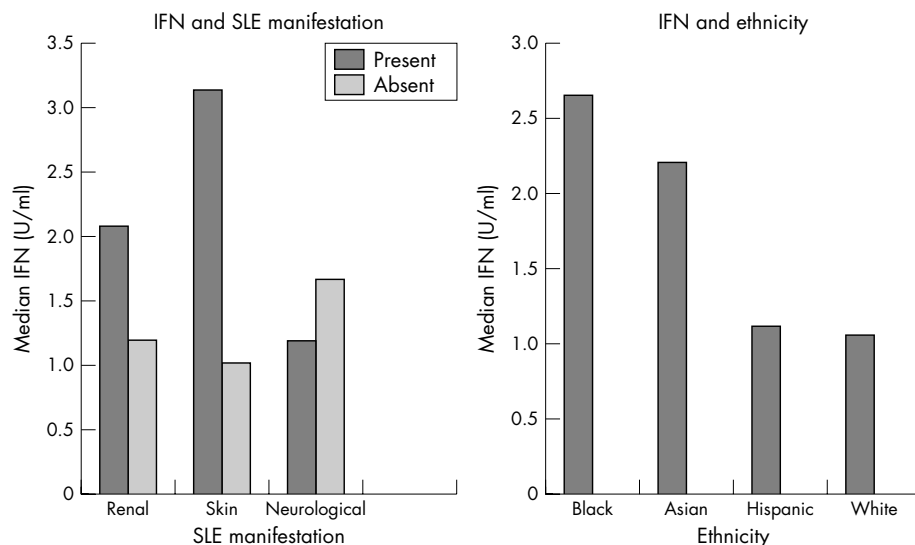 IFN and SLE manifestation
3.5
3.0
2.5
2.0
1.5
1.0
0.5
0
Median IFN (U/ml)
Present
Absent
Renal Skin Neurological
SLE manifestation
IFN and ethnicity
3.0
2.5
2.0
1.5
1.0
0.5
0
Median IFN (U/ml)
Black Asian Hispanic White
Ethnicity